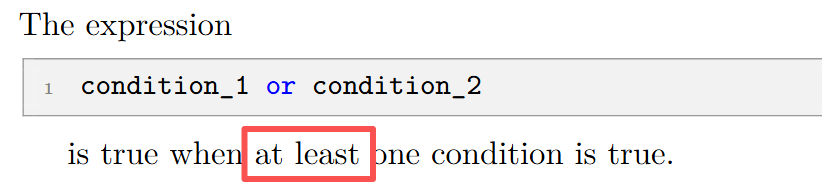 The expression
1 condition_1 or condition_2
is true when at least one condition is true.